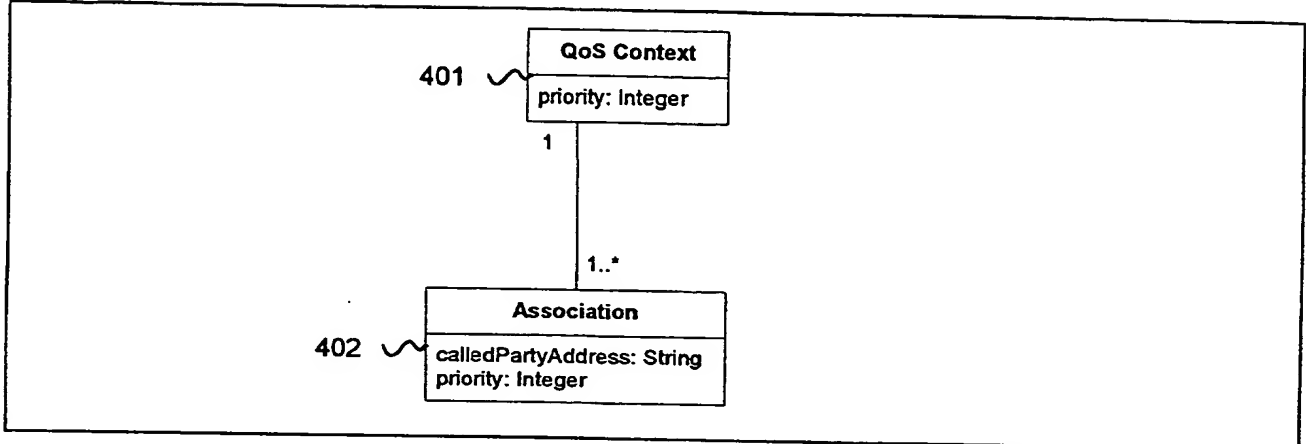 QoS Context
401
priority: Integer
1
1..*
Association
402
calledPartyAddress: String
priority: Integer